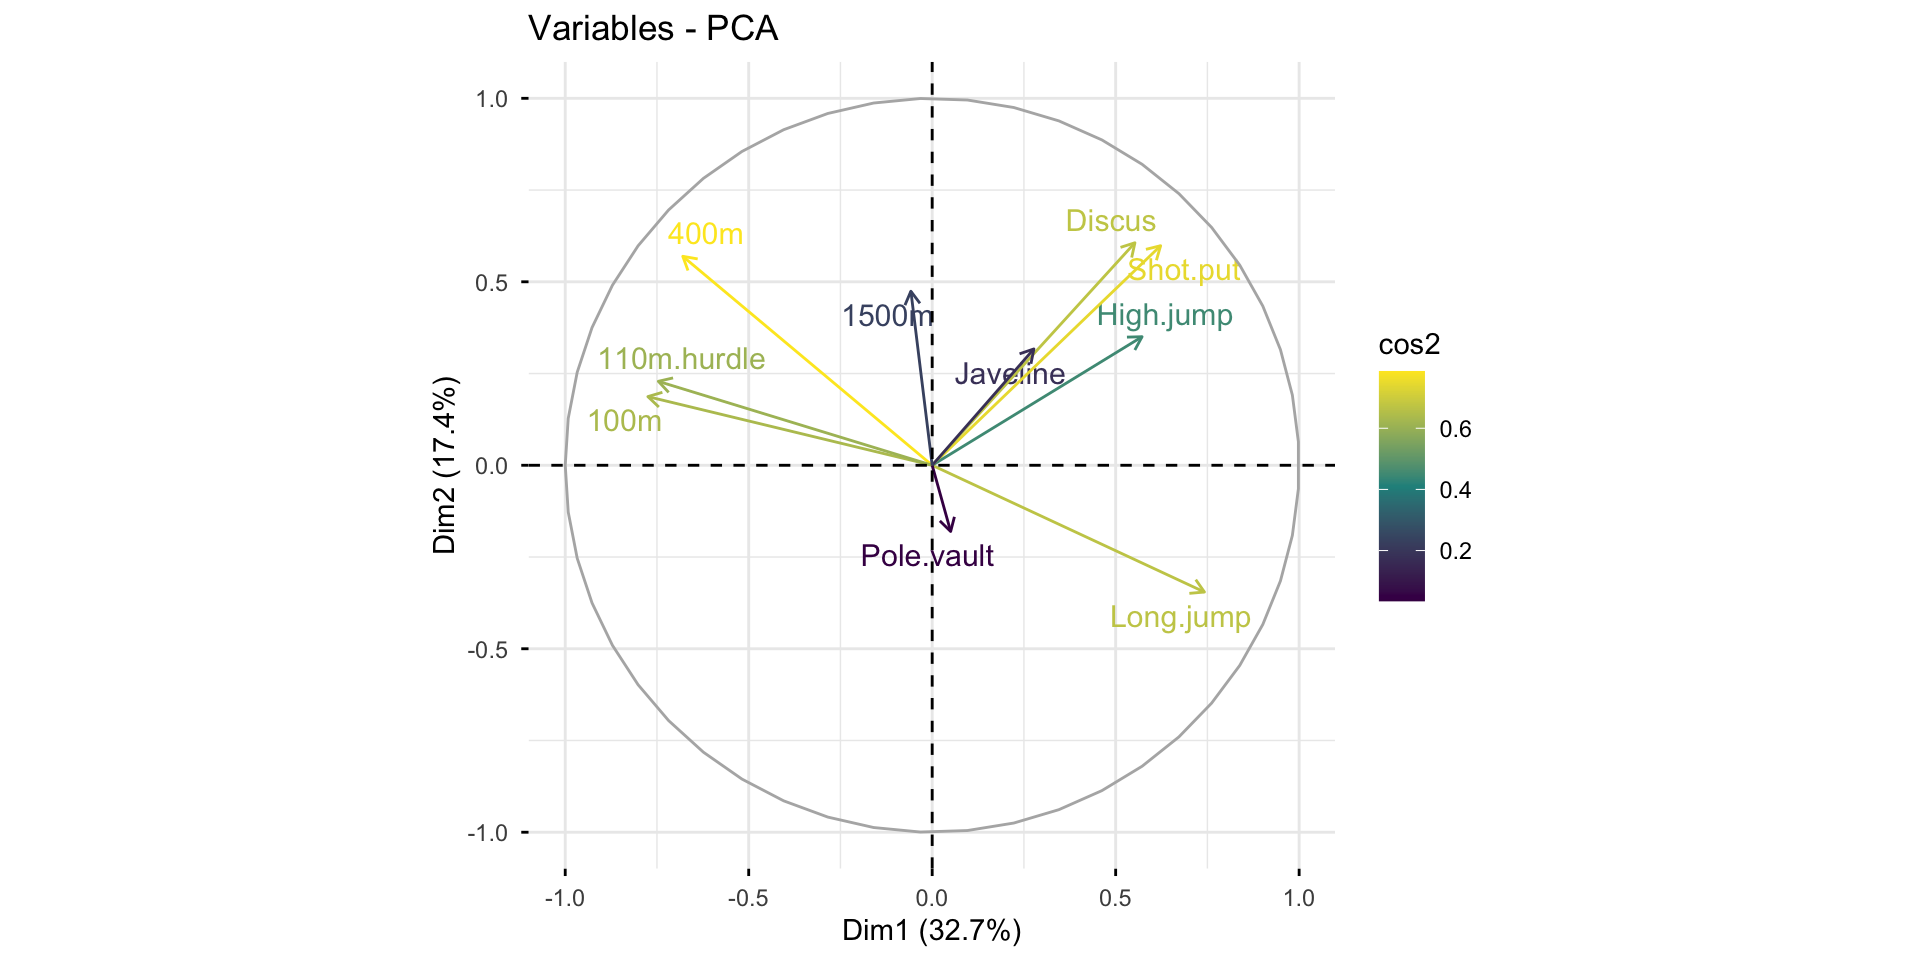 Variables - PCA
1.0
0.5
0.0
-0.5
-1.0
Dim2 (17.4%)
Discus
400m
Shot.put
1500m
High.jump
110m.hurdle
Javeline
100m
Pole.vault
Long.jump
-1.0
-0.5
0.0
0.5
1.0
Dim1 (32.7%)
cos2
0.6
0.4
0.2